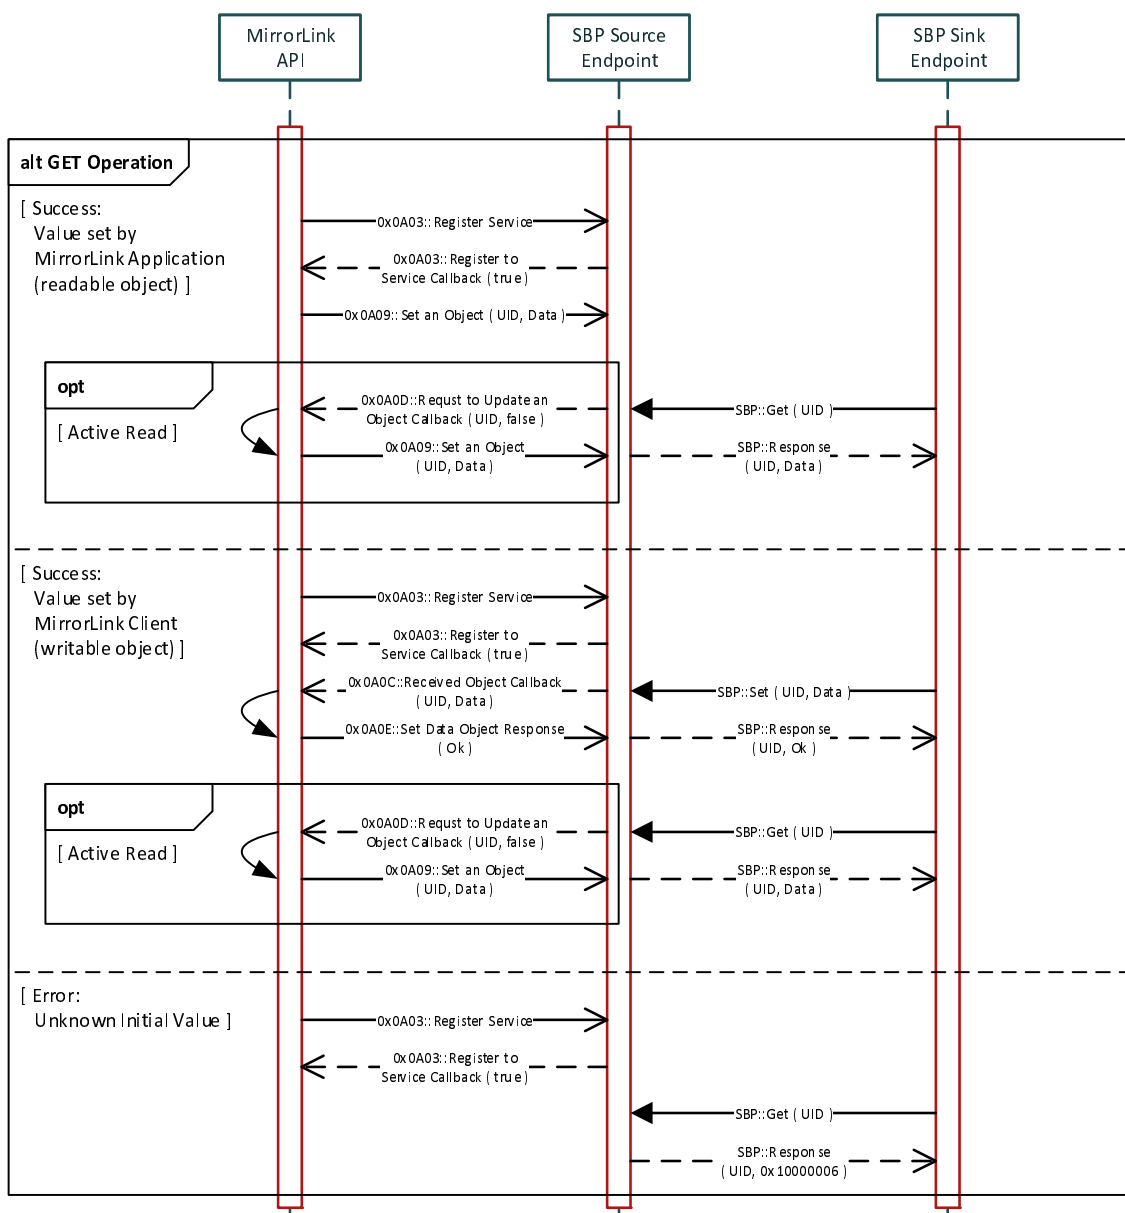 MirrorLink
API
SBP Source
Endpoint
SBP Sink
Endpoint
alt GET Operation
[ Success:
Value set by
MirrorLink Application
(readable object) ]
0x0A03::Register Service
0x0A03::Register to
Service Callback ( true )
0x0A09::Set an Object ( UID, Data )
opt
[ Active Read ]
0x0A0D::Requst to Update an
Object Callback ( UID, false )
SBP::Get ( UID )
0x0A09::Set an Object
( UID, Data )
SBP::Response
( UID, Data )
[ Success:
Value set by
MirrorLink Client
(writable object) ]
0x0A03::Register Service
0x0A03::Register to
Service Callback ( true )
0x0A0C::Received Object Callback
( UID, Data )
SBP::Set ( UID, Data )
0x0A0E::Set Data Object Response
( Ok )
SBP::Response
( UID, Ok )
opt
[ Active Read ]
0x0A0D::Requst to Update an
Object Callback ( UID, false )
SBP::Get ( UID )
0x0A09::Set an Object
( UID, Data )
SBP::Response
( UID, Data )
[ Error:
Unknown Initial Value ]
0x0A03::Register Service
0x0A03::Register to
Service Callback ( true )
SBP::Get ( UID )
SBP::Response
( UID, 0x10000006 )